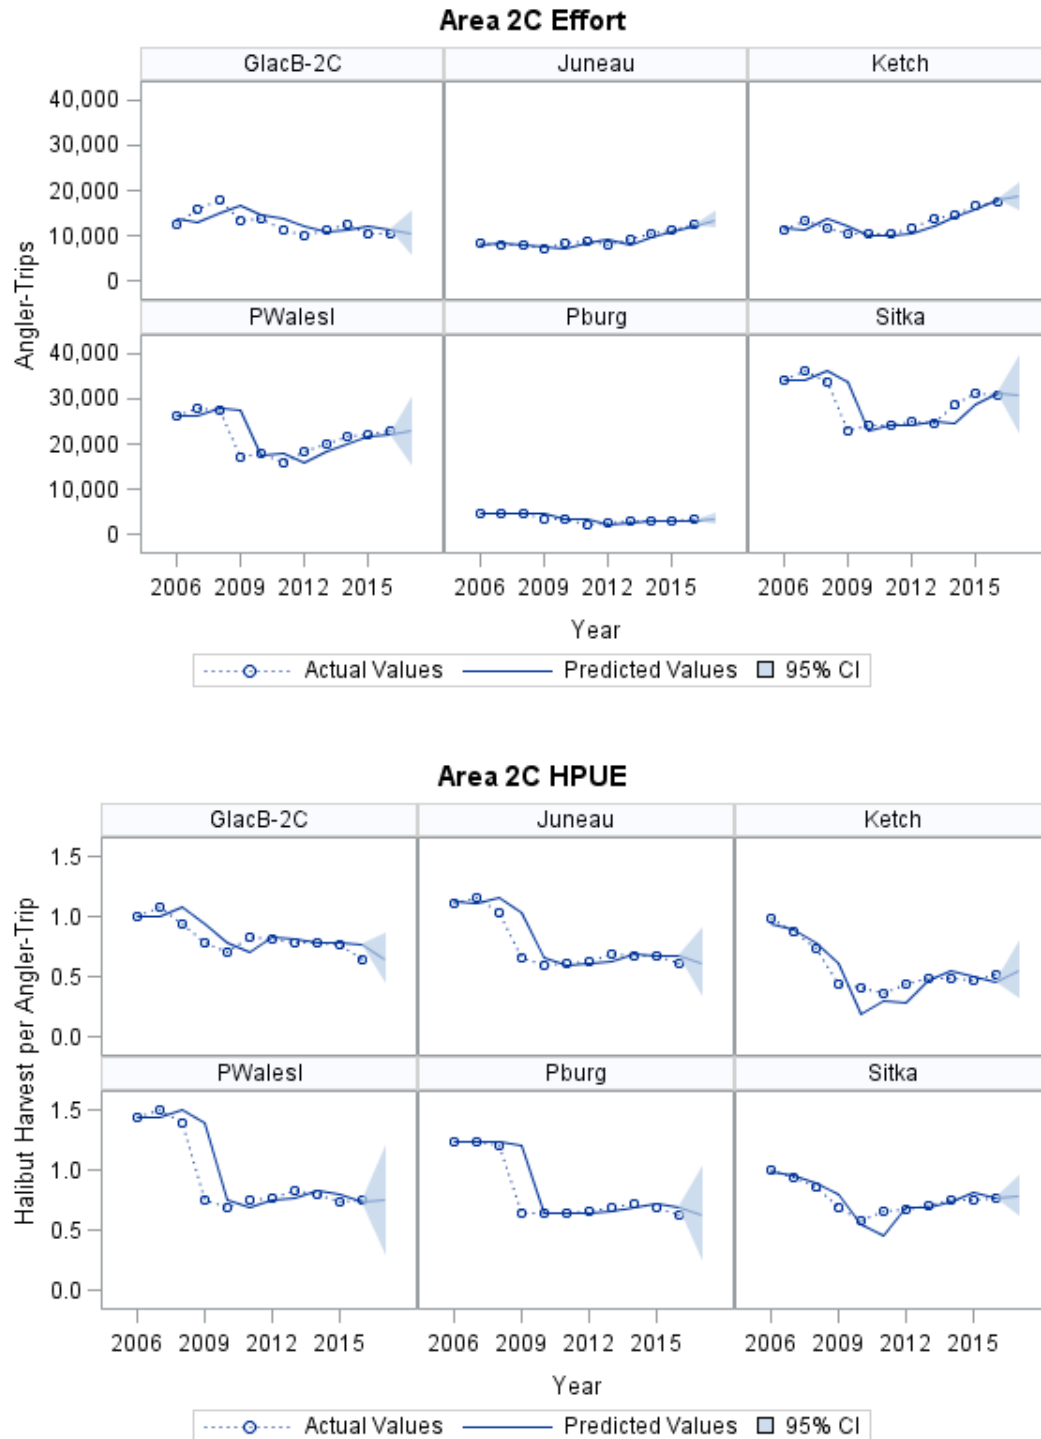 Area 2C Effort
GlacB-2C Juneau Ketch
40,000
30,000
20,000
10,000
0
PWalesI Pburg Sitka
40,000
30,000
20,000
10,000
0
Angler-Trips
2006 2009 2012 2015 2006 2009 2012 2015 2006 2009 2012 2015
Year
Actual Values Predicted Values 95% CI
Area 2C HPUE
GlacB-2C Juneau Ketch
1.5
1.0
0.5
0.0
PWalesI Pburg Sitka
1.5
1.0
0.5
0.0
Halibut Harvest per Angler-Trip
2006 2009 2012 2015 2006 2009 2012 2015 2006 2009 2012 2015
Year
Actual Values Predicted Values 95% CI